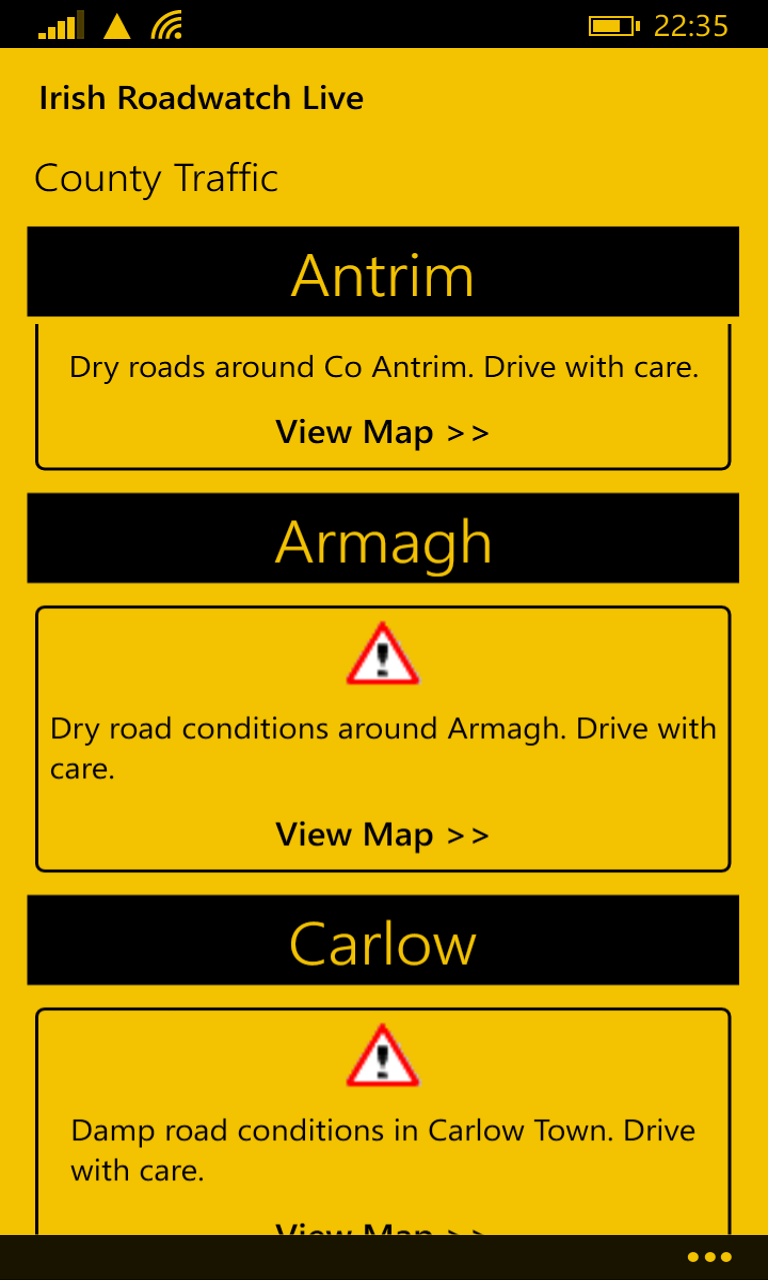 22:35
Irish Roadwatch Live
County Traffic
Antrim
Dry roads around Co Antrim. Drive with care.
View Map >>
Armagh
Dry road conditions around Armagh. Drive with
care.
View Map >>
Carlow
Damp road conditions in Carlow Town. Drive
with care.
View Map >>